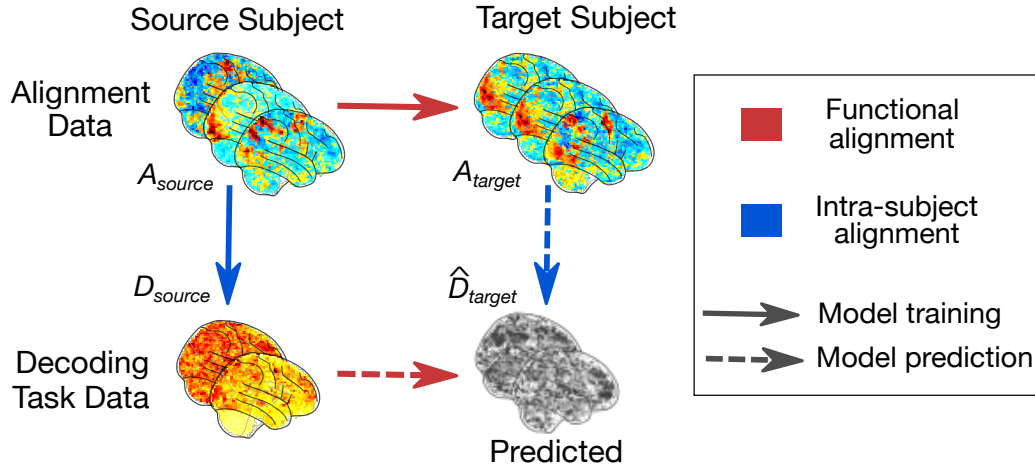 Source Subject
Target Subject
Alignment
Data
A_source
A_target
D_source
D̂_target
Decoding
Task Data
Predicted
Functional
alignment
Intra-subject
alignment
Model training
Model prediction